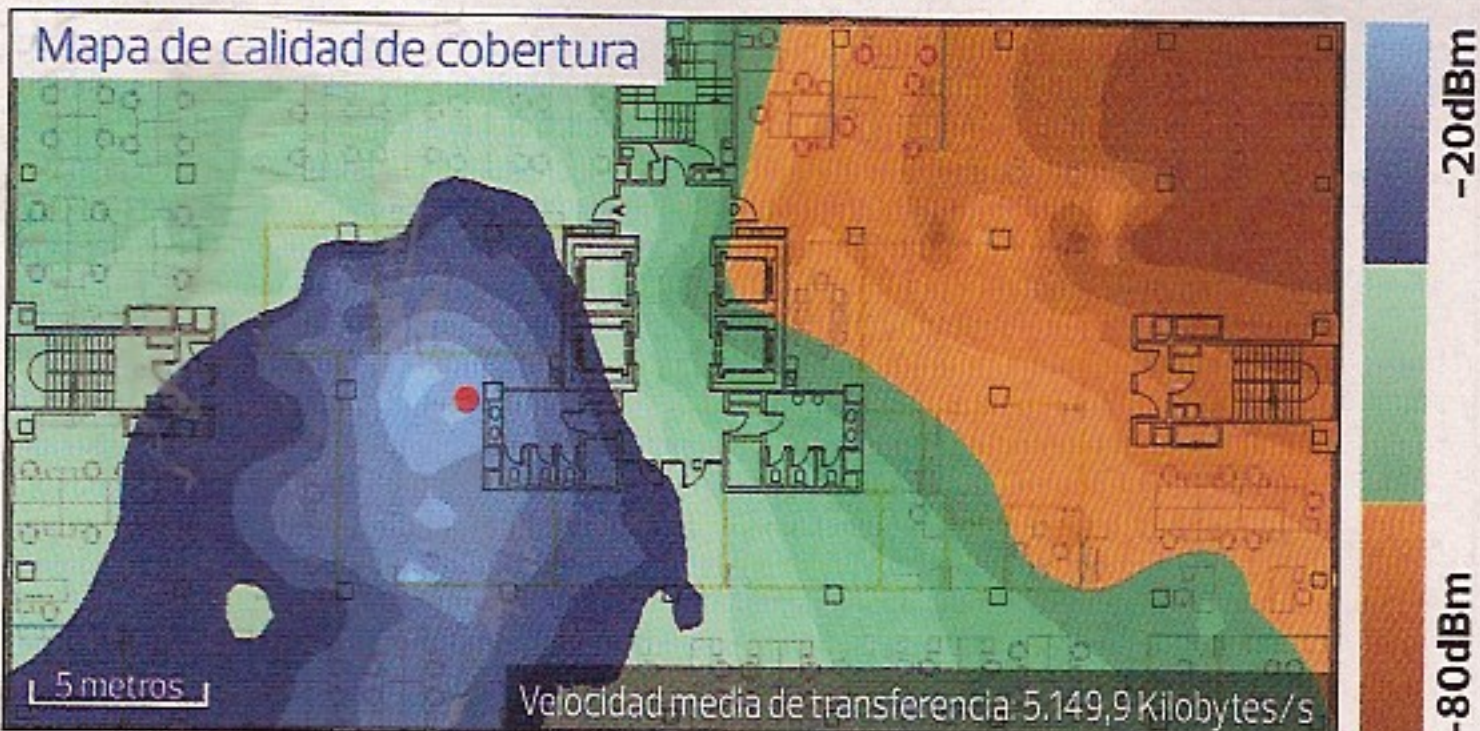 Mapa de calidad de cobertura
-20dBm
-80dBm
5 metros
Velocidad media de transferencia: 5.149,9 Kilobytes/s